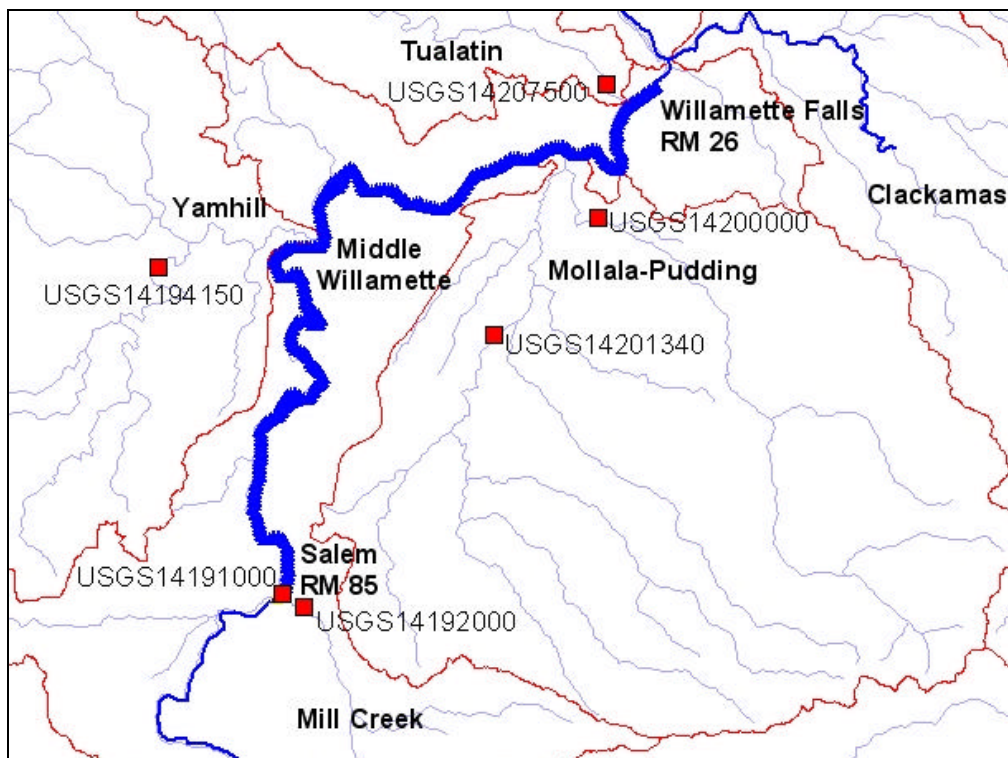 Tualatin
USGS14207500
Willamette Falls
RM 26
Clackamas
Yamhill
USGS14200000
Middle
Willamette
Mollala-Pudding
USGS14194150
USGS14201340
Salem
RM 85
USGS14191000
USGS14192000
Mill Creek